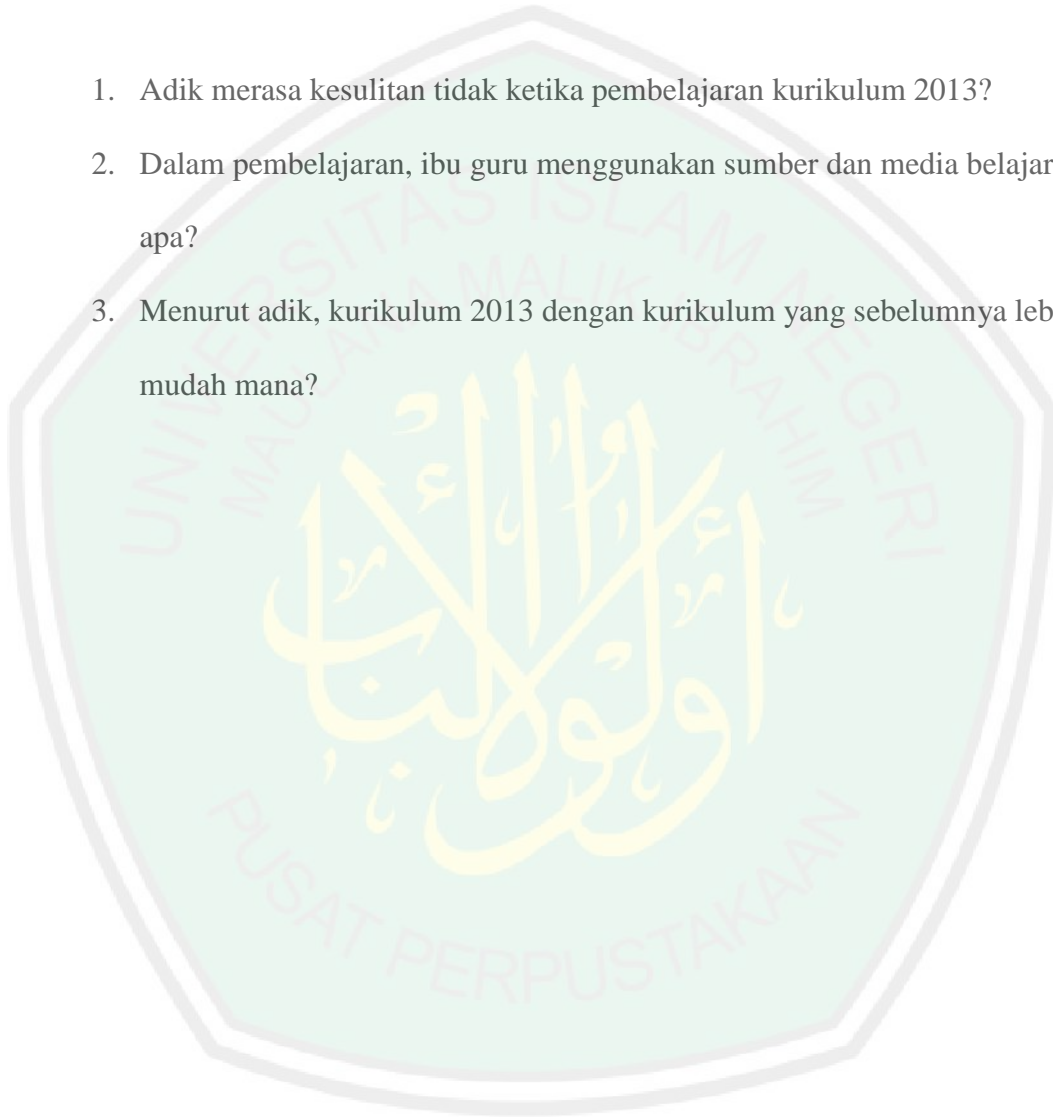 1. Adik merasa kesulitan tidak ketika pembelajaran kurikulum 2013?
2. Dalam pembelajaran, ibu guru menggunakan sumber dan media belajar
apa?
3. Menurut adik, kurikulum 2013 dengan kurikulum yang sebelumnya leb
mudah mana?
UNIVERSITAS ISLAM NEGERI
MAULANA MALIK IBRAHIM
أولوا الألباب
PUSAT PERPUSTAKAAN